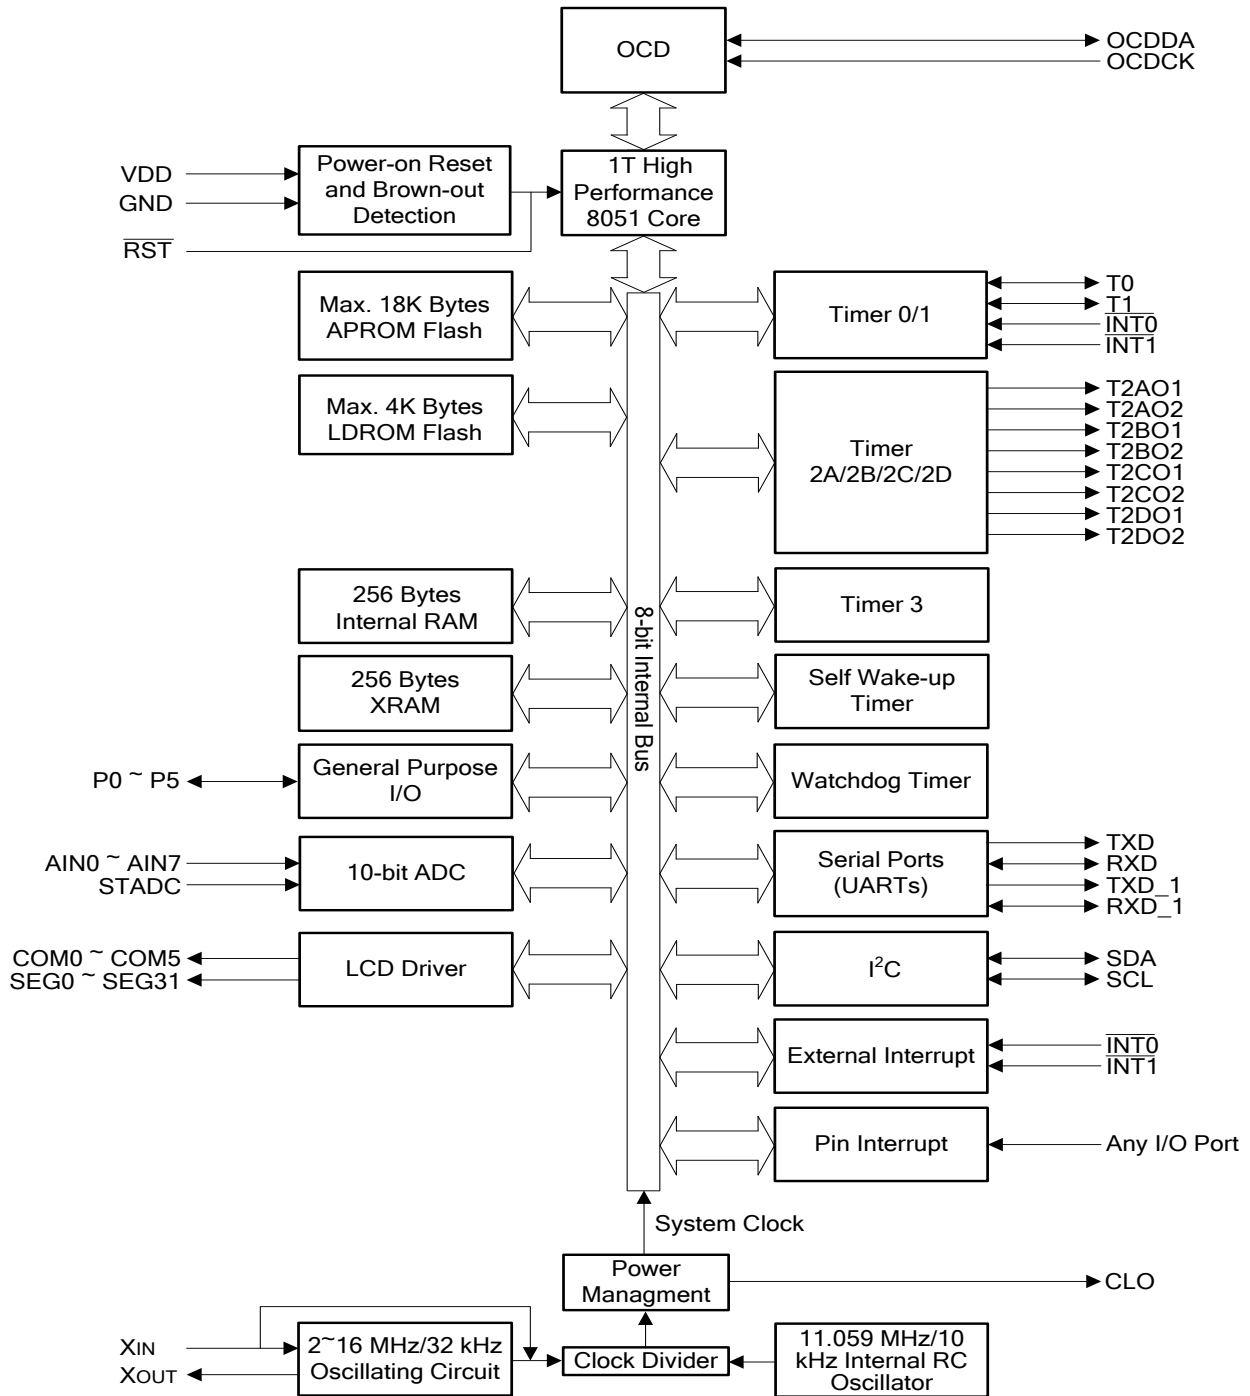 OCD
OCDDA
OCDCK
VDD
GND
RST
Power-on Reset
and Brown-out
Detection
1T High
Performance
8051 Core
Max. 18K Bytes
APROM Flash
Timer 0/1
T0
T1
INT0
INT1
Max. 4K Bytes
LDROM Flash
Timer
2A/2B/2C/2D
T2AO1
T2AO2
T2BO1
T2BO2
T2CO1
T2CO2
T2DO1
T2DO2
256 Bytes
Internal RAM
8-bit Internal Bus
Timer 3
256 Bytes
XRAM
Self Wake-up
Timer
P0 ~ P5
General Purpose
I/O
Watchdog Timer
AIN0 ~ AIN7
STADC
10-bit ADC
Serial Ports
(UARTs)
TXD
RXD
TXD_1
RXD_1
COM0 ~ COM5
SEG0 ~ SEG31
LCD Driver
I²C
SDA
SCL
External Interrupt
INT0
INT1
Pin Interrupt
Any I/O Port
System Clock
Power
Managment
CLO
XIN
XOUT
2~16 MHz/32 kHz
Oscillating Circuit
Clock Divider
11.059 MHz/10
kHz Internal RC
Oscillator